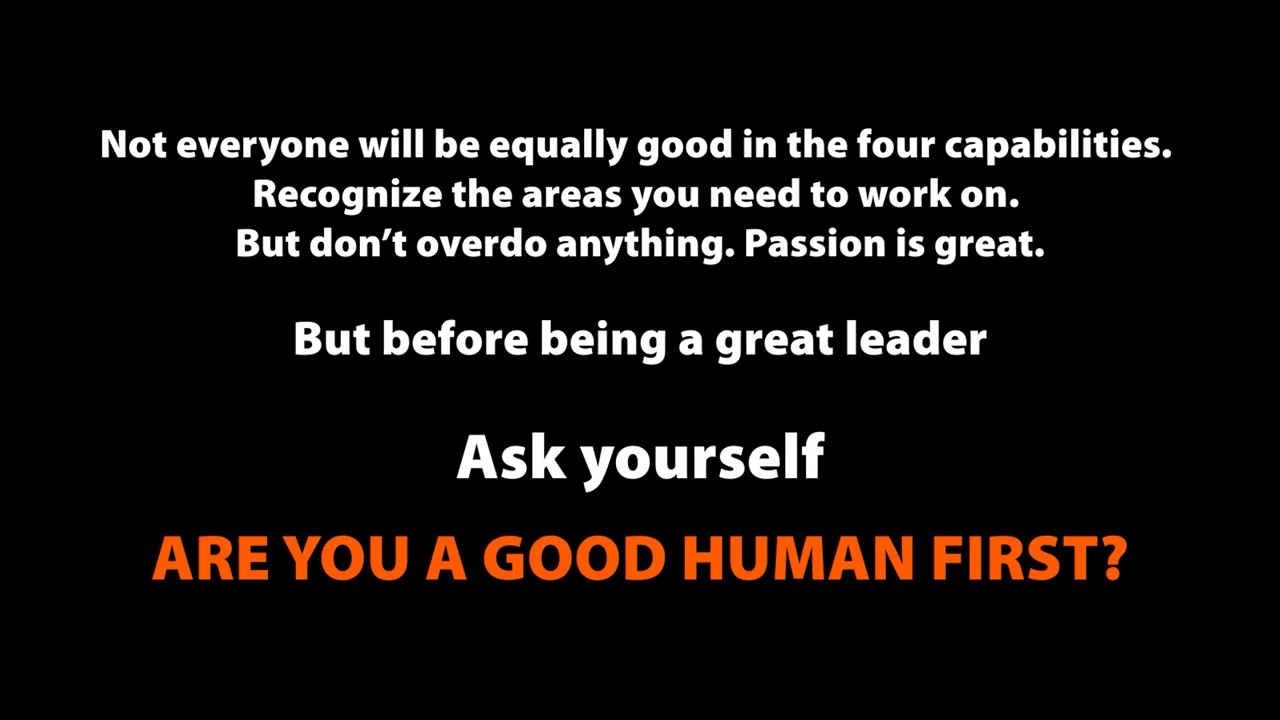 Not everyone will be equally good in the four capabilities.
Recognize the areas you need to work on.
But don’t overdo anything. Passion is great.
But before being a great leader
Ask yourself
ARE YOU A GOOD HUMAN FIRST?